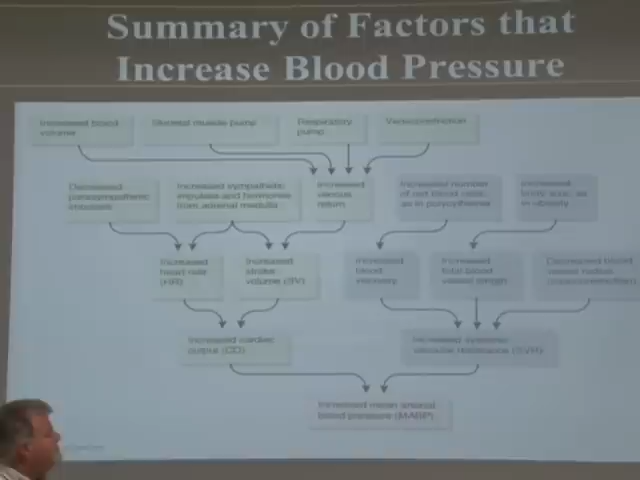 Summary of Factors that
Increase Blood Pressure
Increased blood
volume
Skeletal muscle pump
Respiratory
pump
Venoconstriction
Decreased
parasympathetic
impulses
Increased sympathetic
impulses and hormones
from adrenal medulla
Increased
venous
return
Increased number
of red blood cells,
as in polycythemia
Increased
body size, as
in obesity
Increased
heart rate
(HR)
Increased
stroke
volume (SV)
Increased
blood
viscosity
Increased
total blood
vessel length
Decreased blood
vessel radius
Increased cardiac
output (CO)
Increased systemic
vascular resistance (SVR)
Increased mean arterial
blood pressure (MABP)